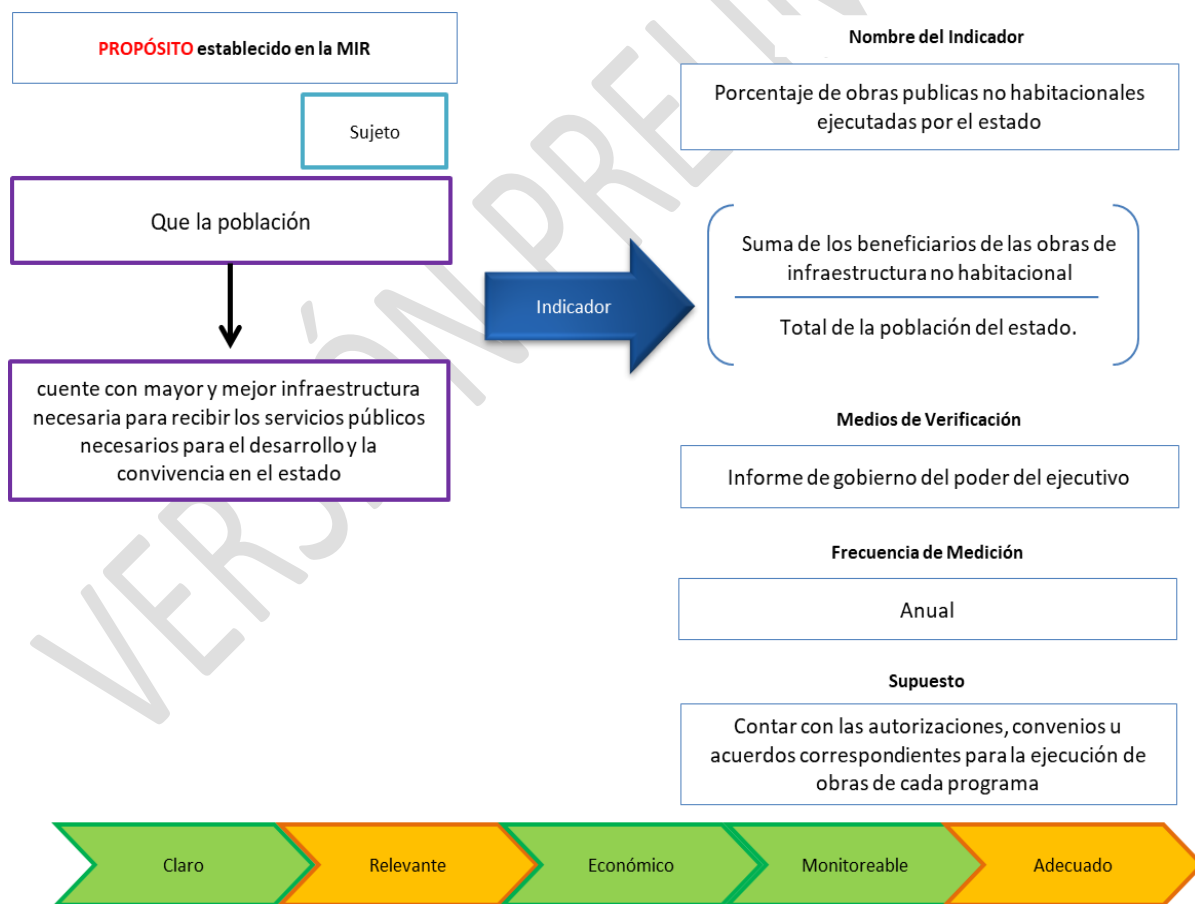 PROPÓSITO establecido en la MIR
Sujeto
Que la población
cuente con mayor y mejor infraestructura
necesaria para recibir los servicios públicos
necesarios para el desarrollo y la
convivencia en el estado
Indicador
Nombre del Indicador
Porcentaje de obras publicas no habitacionales
ejecutadas por el estado
Suma de los beneficiarios de las obras de
infraestructura no habitacional
Total de la población del estado.
Medios de Verificación
Informe de gobierno del poder del ejecutivo
Frecuencia de Medición
Anual
Supuesto
Contar con las autorizaciones, convenios u
acuerdos correspondientes para la ejecución de
obras de cada programa
Claro
Relevante
Económico
Monitoreable
Adecuado
VERSIÓN